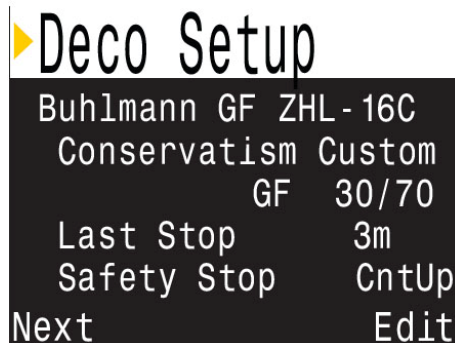 Deco Setup
Buhlmann GF ZHL-16C
Conservatism Custom
GF 30/70
Last Stop 3m
Safety Stop CntUp
Next Edit